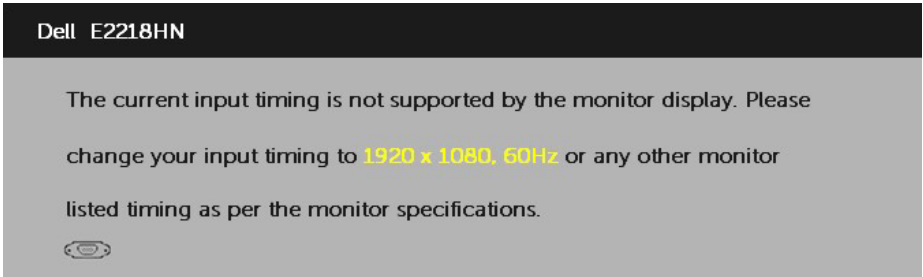 Dell E2218HN
The current input timing is not supported by the monitor display. Please
change your input timing to 1920 x 1080, 60Hz or any other monitor
listed timing as per the monitor specifications.